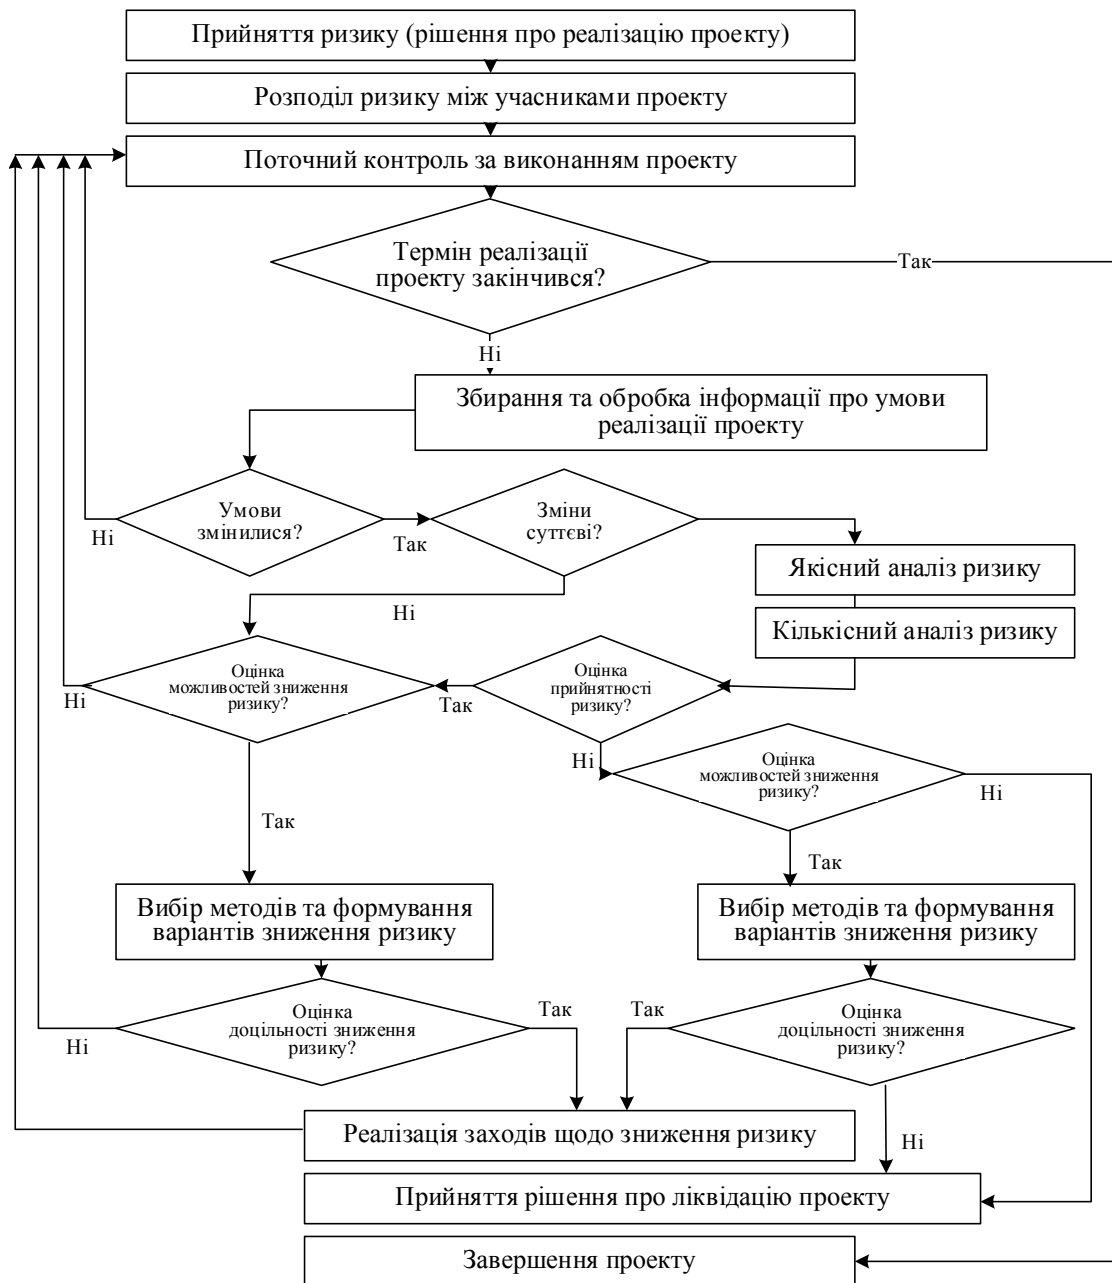 Прийняття ризику (рішення про реалізацію проекту)
Розподіл ризику між учасниками проекту
Поточний контроль за виконанням проекту
Термін реалізації
проекту закінчився?
Так
Ні
Збирання та обробка інформації про умови
реалізації проекту
Умови
змінилися?
Зміни
суттєві?
Ні
Так
Якісний аналіз ризику
Ні
Кількісний аналіз ризику
Оцінка
можливостей зниження
ризику?
Оцінка
прийнятності
ризику?
Ні
Так
Ні
Оцінка
можливостей зниження
ризику?
Ні
Так
Так
Вибір методів та формування
варіантів зниження ризику
Вибір методів та формування
варіантів зниження ризику
Оцінка
доцільності зниження
ризику?
Так
Так
Оцінка
доцільності зниження
ризику?
Ні
Реалізація заходів щодо зниження ризику
Ні
Прийняття рішення про ліквідацію проекту
Завершення проекту